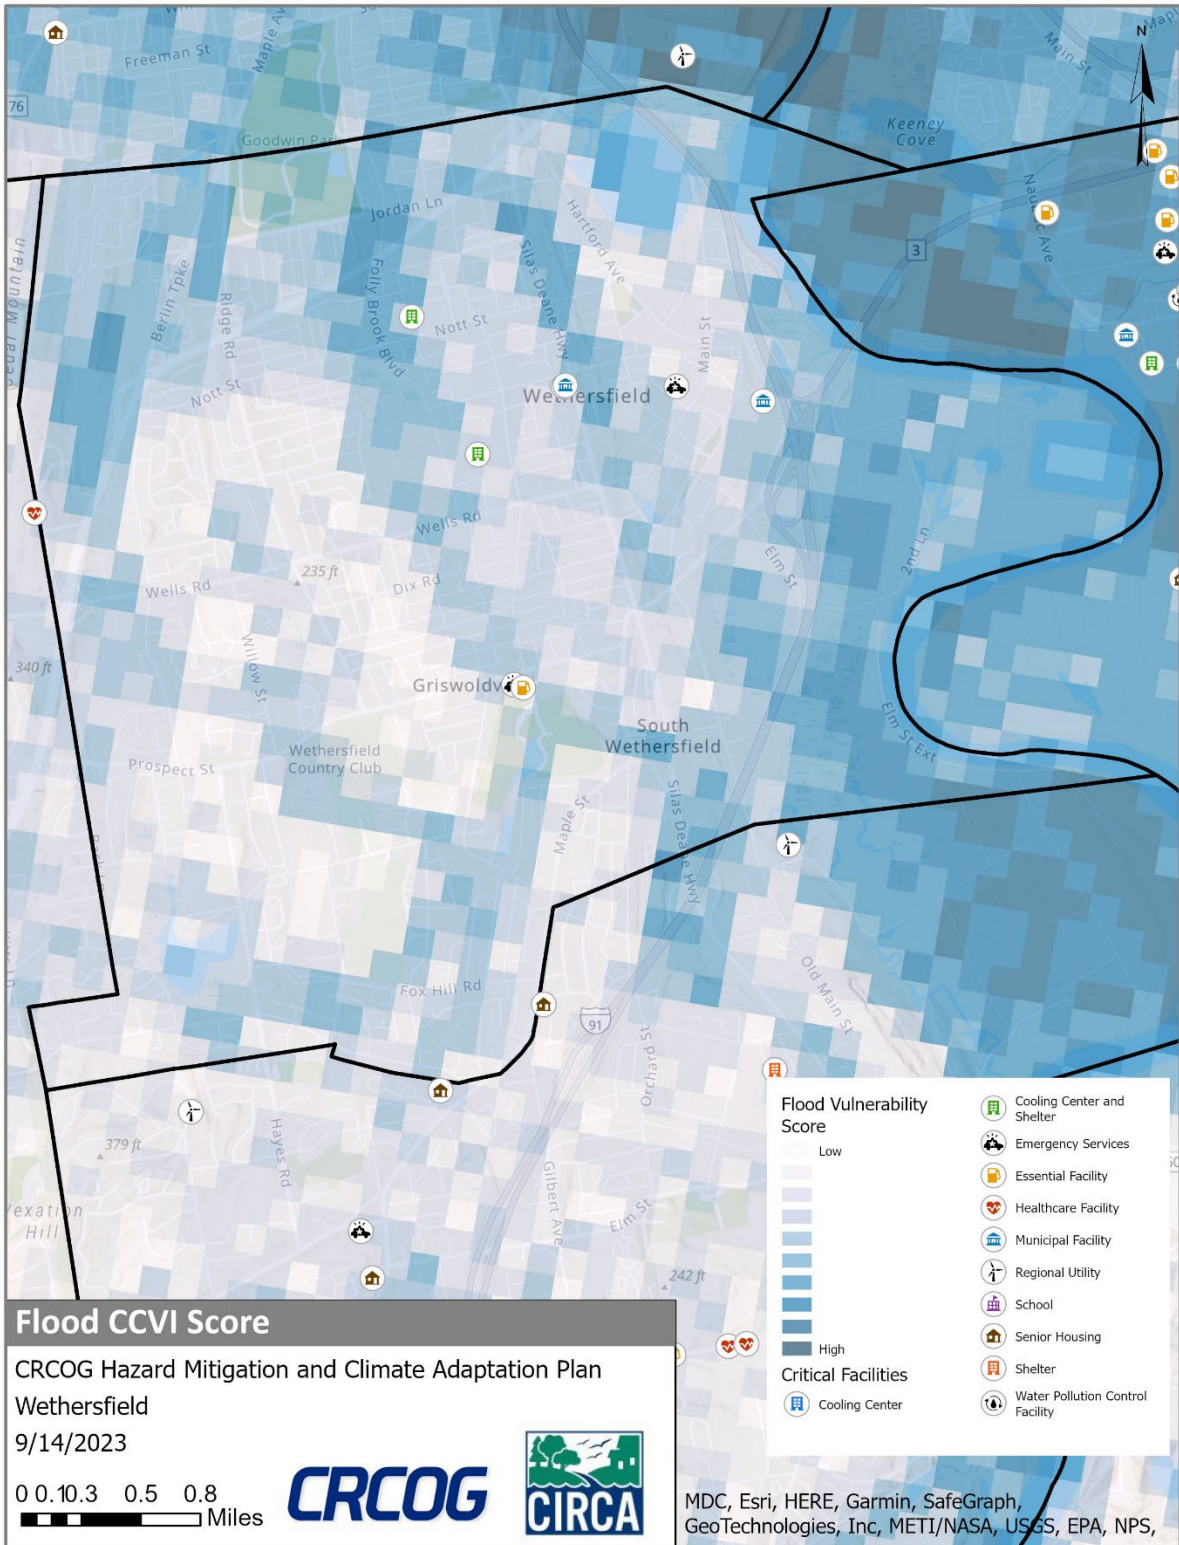 Freeman St
Maple Av
Main St
N
76
Keeney
Cove
Goodwin Park
Jordan Ln
Hartford Ave
Silas Deane Hwy
Folly Brook Blvd
Berlin Tpke
Ridge Rd
3
Nott St
Main St
Nott St
Wethersfield
Wells Rd
2nd Ln
Elm St
235 ft
Wells Rd
Dix Rd
Willow St
340 ft
Griswoldv
South
Wethersfield
Elm St Ext
Wethersfield
Country Club
Prospect St
Silas Deane Hwy
Maple St
Old Main St
Fox Hill Rd
91
Orchard St
379 ft
Hayes Rd
Gilbert Ave
Elm St
Hill
242 ft
Flood Vulnerability
Score
Low
High
Critical Facilities
Cooling Center
Cooling Center and
Shelter
Emergency Services
Essential Facility
Healthcare Facility
Municipal Facility
Regional Utility
School
Senior Housing
Shelter
Water Pollution Control
Facility
Flood CCVI Score
CRCOG Hazard Mitigation and Climate Adaptation Plan
Wethersfield
9/14/2023
0 0.10.3 0.5 0.8
Miles
CRCOG
CIRCA
MDC, Esri, HERE, Garmin, SafeGraph,
GeoTechnologies, Inc, METI/NASA, USGS, EPA, NPS,